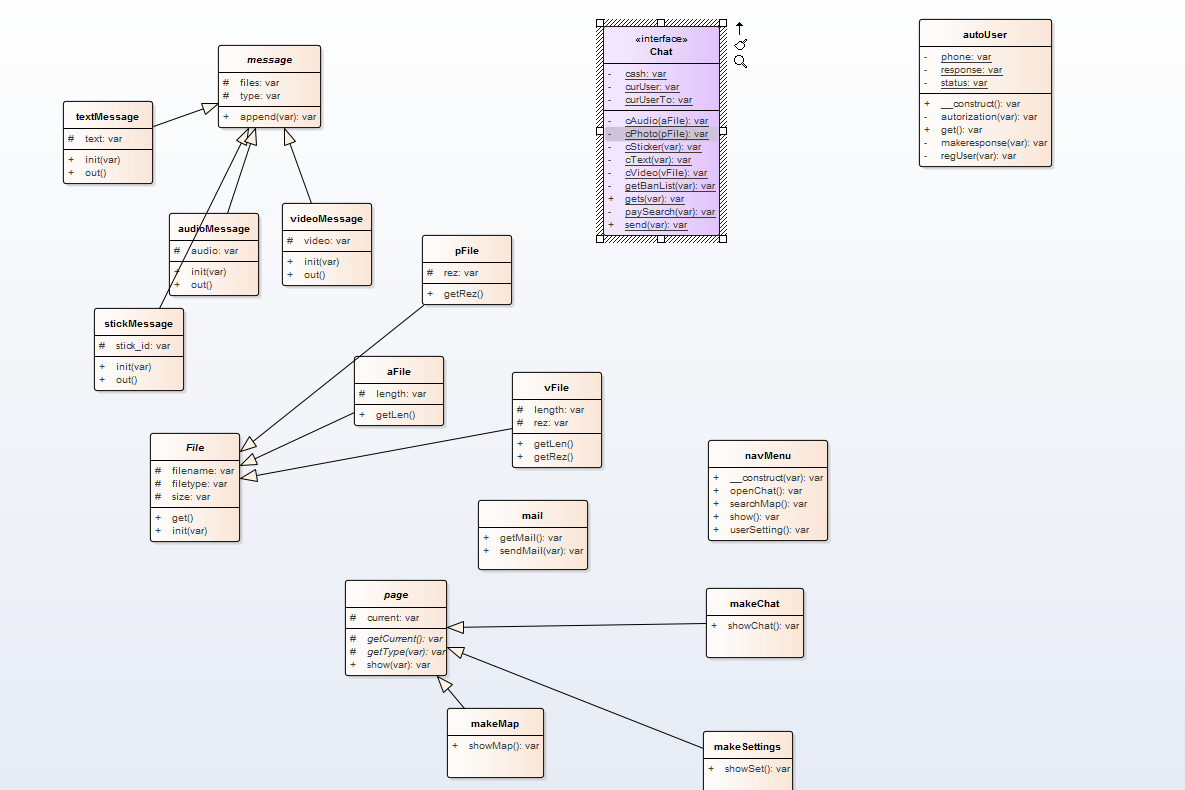 message
# files: var
# type: var
+ append(var): var
textMessage
# text: var
+ init(var)
+ out()
audioMessage
# audio: var
+ init(var)
+ out()
videoMessage
# video: var
+ init(var)
+ out()
stickMessage
# stick_id: var
+ init(var)
+ out()
«interface»
Chat
- cash: var
- curUser: var
- curUserTo: var
- cAudio(aFile): var
- cPhoto(pFile): var
- cSticker(var): var
- cText(var): var
- cVideo(vFile): var
- getBanList(var): var
+ gets(var): var
- paySearch(var): var
+ send(var): var
autoUser
- phone: var
- response: var
- status: var
+ __construct(): var
- autorization(var): var
+ get(): var
- makeresponse(var): var
- regUser(var): var
pFile
# rez: var
+ getRez()
aFile
# length: var
+ getLen()
vFile
# length: var
# rez: var
+ getLen()
+ getRez()
File
# filename: var
# filetype: var
# size: var
+ get()
+ init(var)
mail
+ getMail(): var
+ sendMail(var): var
navMenu
+ __construct(var): var
+ openChat(): var
+ searchMap(): var
+ show(): var
+ userSetting(): var
page
# current: var
# getCurrent(): var
# getType(var): var
+ show(var): var
makeChat
+ showChat(): var
makeMap
+ showMap(): var
makeSettings
+ showSet(): var